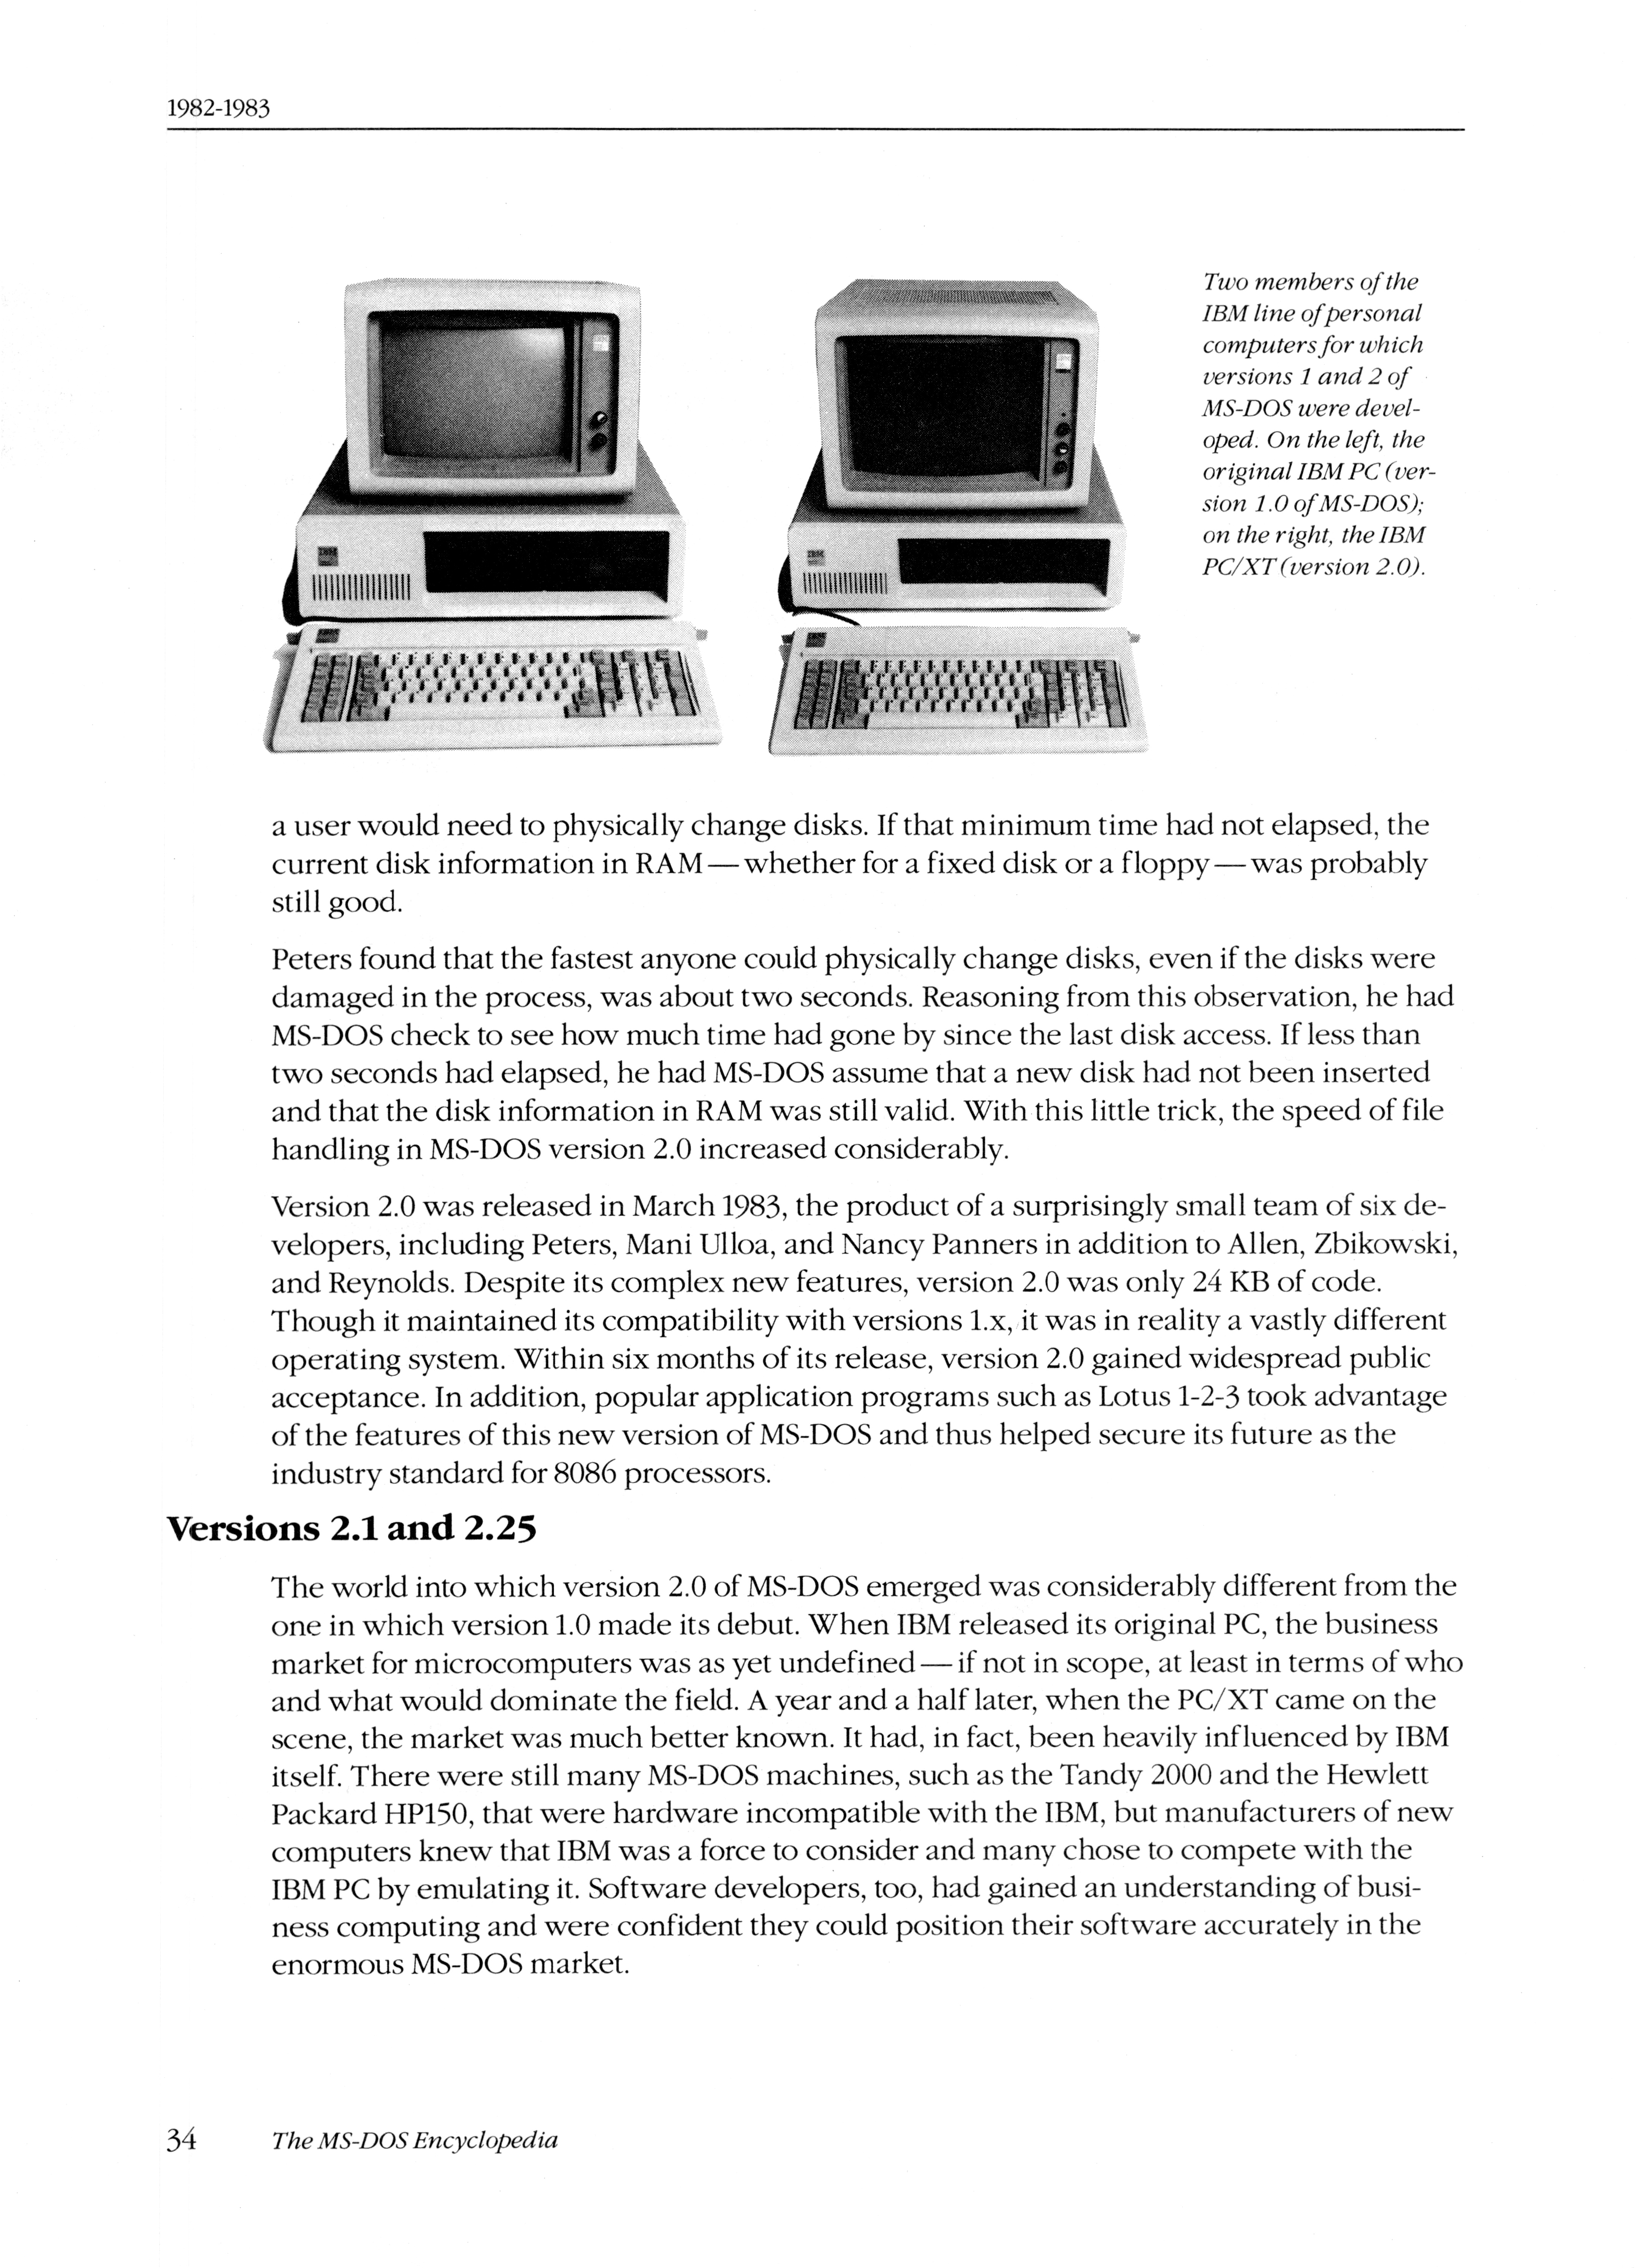 1982-1983
Two members of the
IBM line of personal
computers for which
versions 1 and 2 of
MS-DOS were devel-
oped. On the left, the
original IBM PC (ver-
sion 1.0 of MS-DOS);
on the right, the IBM
PC/XT (version 2.0).
IBM
IBM
a user would need to physically change disks. If that minimum time had not elapsed, the
current disk information in RAM — whether for a fixed disk or a floppy — was probably
still good.
Peters found that the fastest anyone could physically change disks, even if the disks were
damaged in the process, was about two seconds. Reasoning from this observation, he had
MS-DOS check to see how much time had gone by since the last disk access. If less than
two seconds had elapsed, he had MS-DOS assume that a new disk had not been inserted
and that the disk information in RAM was still valid. With this little trick, the speed of file
handling in MS-DOS version 2.0 increased considerably.
Version 2.0 was released in March 1983, the product of a surprisingly small team of six de-
velopers, including Peters, Mani Ulloa, and Nancy Panners in addition to Allen, Zbikowski,
and Reynolds. Despite its complex new features, version 2.0 was only 24 KB of code.
Though it maintained its compatibility with versions 1.x, it was in reality a vastly different
operating system. Within six months of its release, version 2.0 gained widespread public
acceptance. In addition, popular application programs such as Lotus 1-2-3 took advantage
of the features of this new version of MS-DOS and thus helped secure its future as the
industry standard for 8086 processors.
Versions 2.1 and 2.25
The world into which version 2.0 of MS-DOS emerged was considerably different from the
one in which version 1.0 made its debut. When IBM released its original PC, the business
market for microcomputers was as yet undefined — if not in scope, at least in terms of who
and what would dominate the field. A year and a half later, when the PC/XT came on the
scene, the market was much better known. It had, in fact, been heavily influenced by IBM
itself. There were still many MS-DOS machines, such as the Tandy 2000 and the Hewlett
Packard HP150, that were hardware incompatible with the IBM, but manufacturers of new
computers knew that IBM was a force to consider and many chose to compete with the
IBM PC by emulating it. Software developers, too, had gained an understanding of busi-
ness computing and were confident they could position their software accurately in the
enormous MS-DOS market.
34 The MS-DOS Encyclopedia